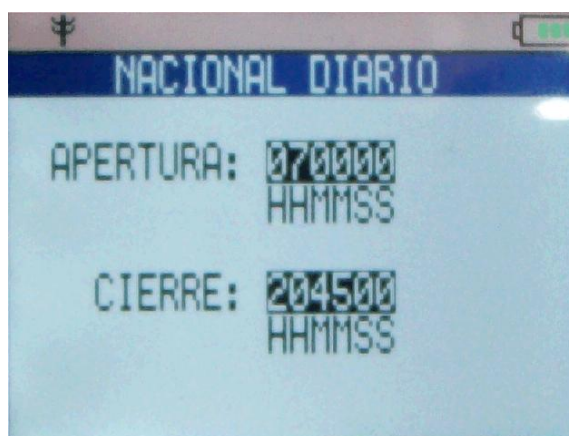 NACIONAL DIARIO
APERTURA: 070000
HHMMSS
CIERRE: 204500
HHMMSS